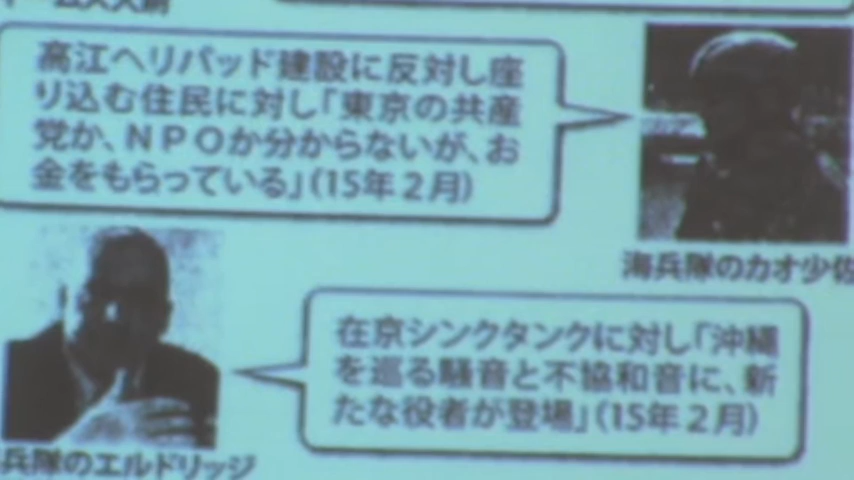 高江ヘリパッド建設に反対し座
り込む住民に対し「東京の共産
党か、ＮＰＯか分からないが、お
金をもらっている」（15年２月）
海兵隊のカオ少佐
在京シンクタンクに対し「沖縄
を巡る騒音と不協和音に、新
たな役者が登場」（15年２月）
兵隊のエルドリッジ